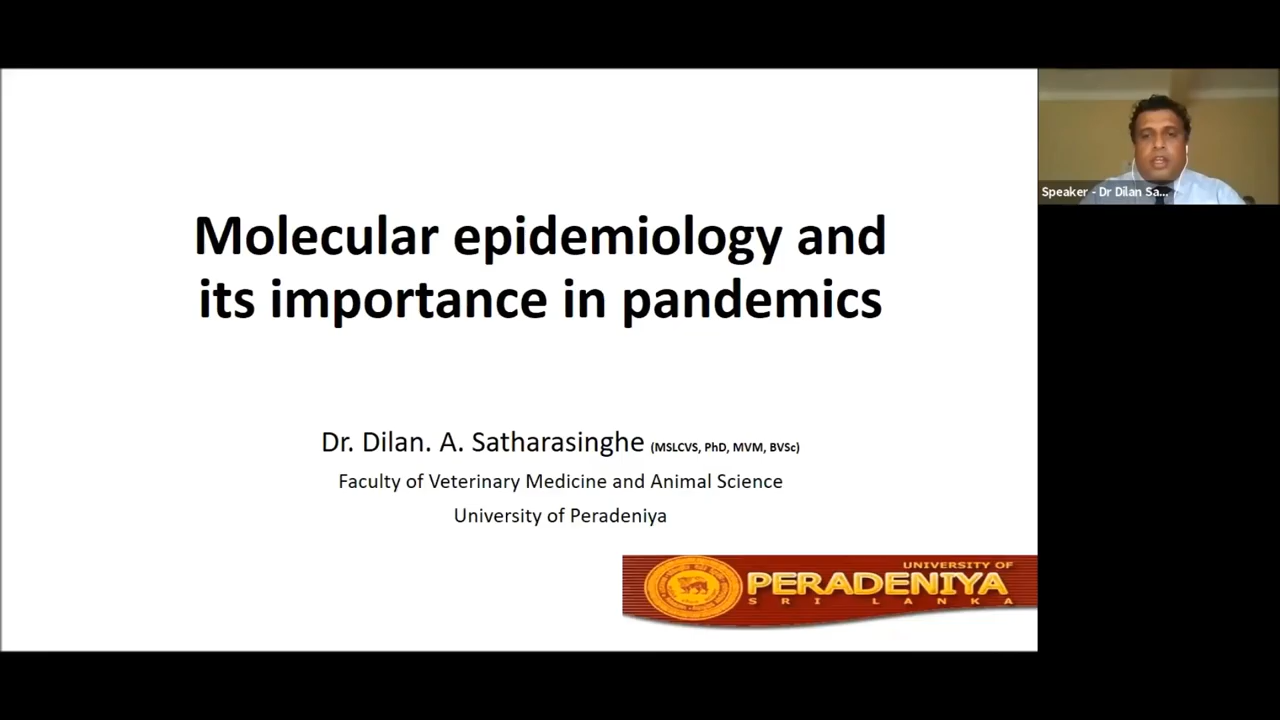 Molecular epidemiology and
its importance in pandemics
Dr. Dilan. A. Satharasinghe (MSLCVS, PhD, MVM, BVSc)
Faculty of Veterinary Medicine and Animal Science
University of Peradeniya
UNIVERSITY OF
PERADENIYA
SRI LANKA
Speaker - Dr Dilan Sa...